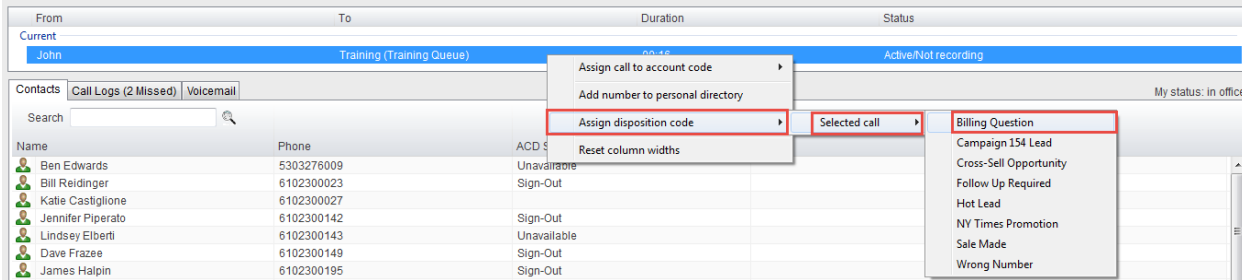 From To Duration Status
Current
John Training (Training Queue) 00:16 Active/Not recording
Assign call to account code
Contacts Call Logs (2 Missed) Voicemail My status: in office
Add number to personal directory
Search Assign disposition code Selected call Billing Question
Campaign 154 Lead
Name Phone ACD S Reset column widths
Ben Edwards 5303276009 Unavailable Cross-Sell Opportunity
Bill Reidinger 6102300023 Sign-Out Follow Up Required
Katie Castiglione 6102300027 Hot Lead
Jennifer Piperato 6102300142 Sign-Out NY Times Promotion
Lindsey Elberti 6102300143 Unavailable
Dave Frazee 6102300149 Sign-Out Sale Made
James Halpin 6102300195 Sign-Out Wrong Number